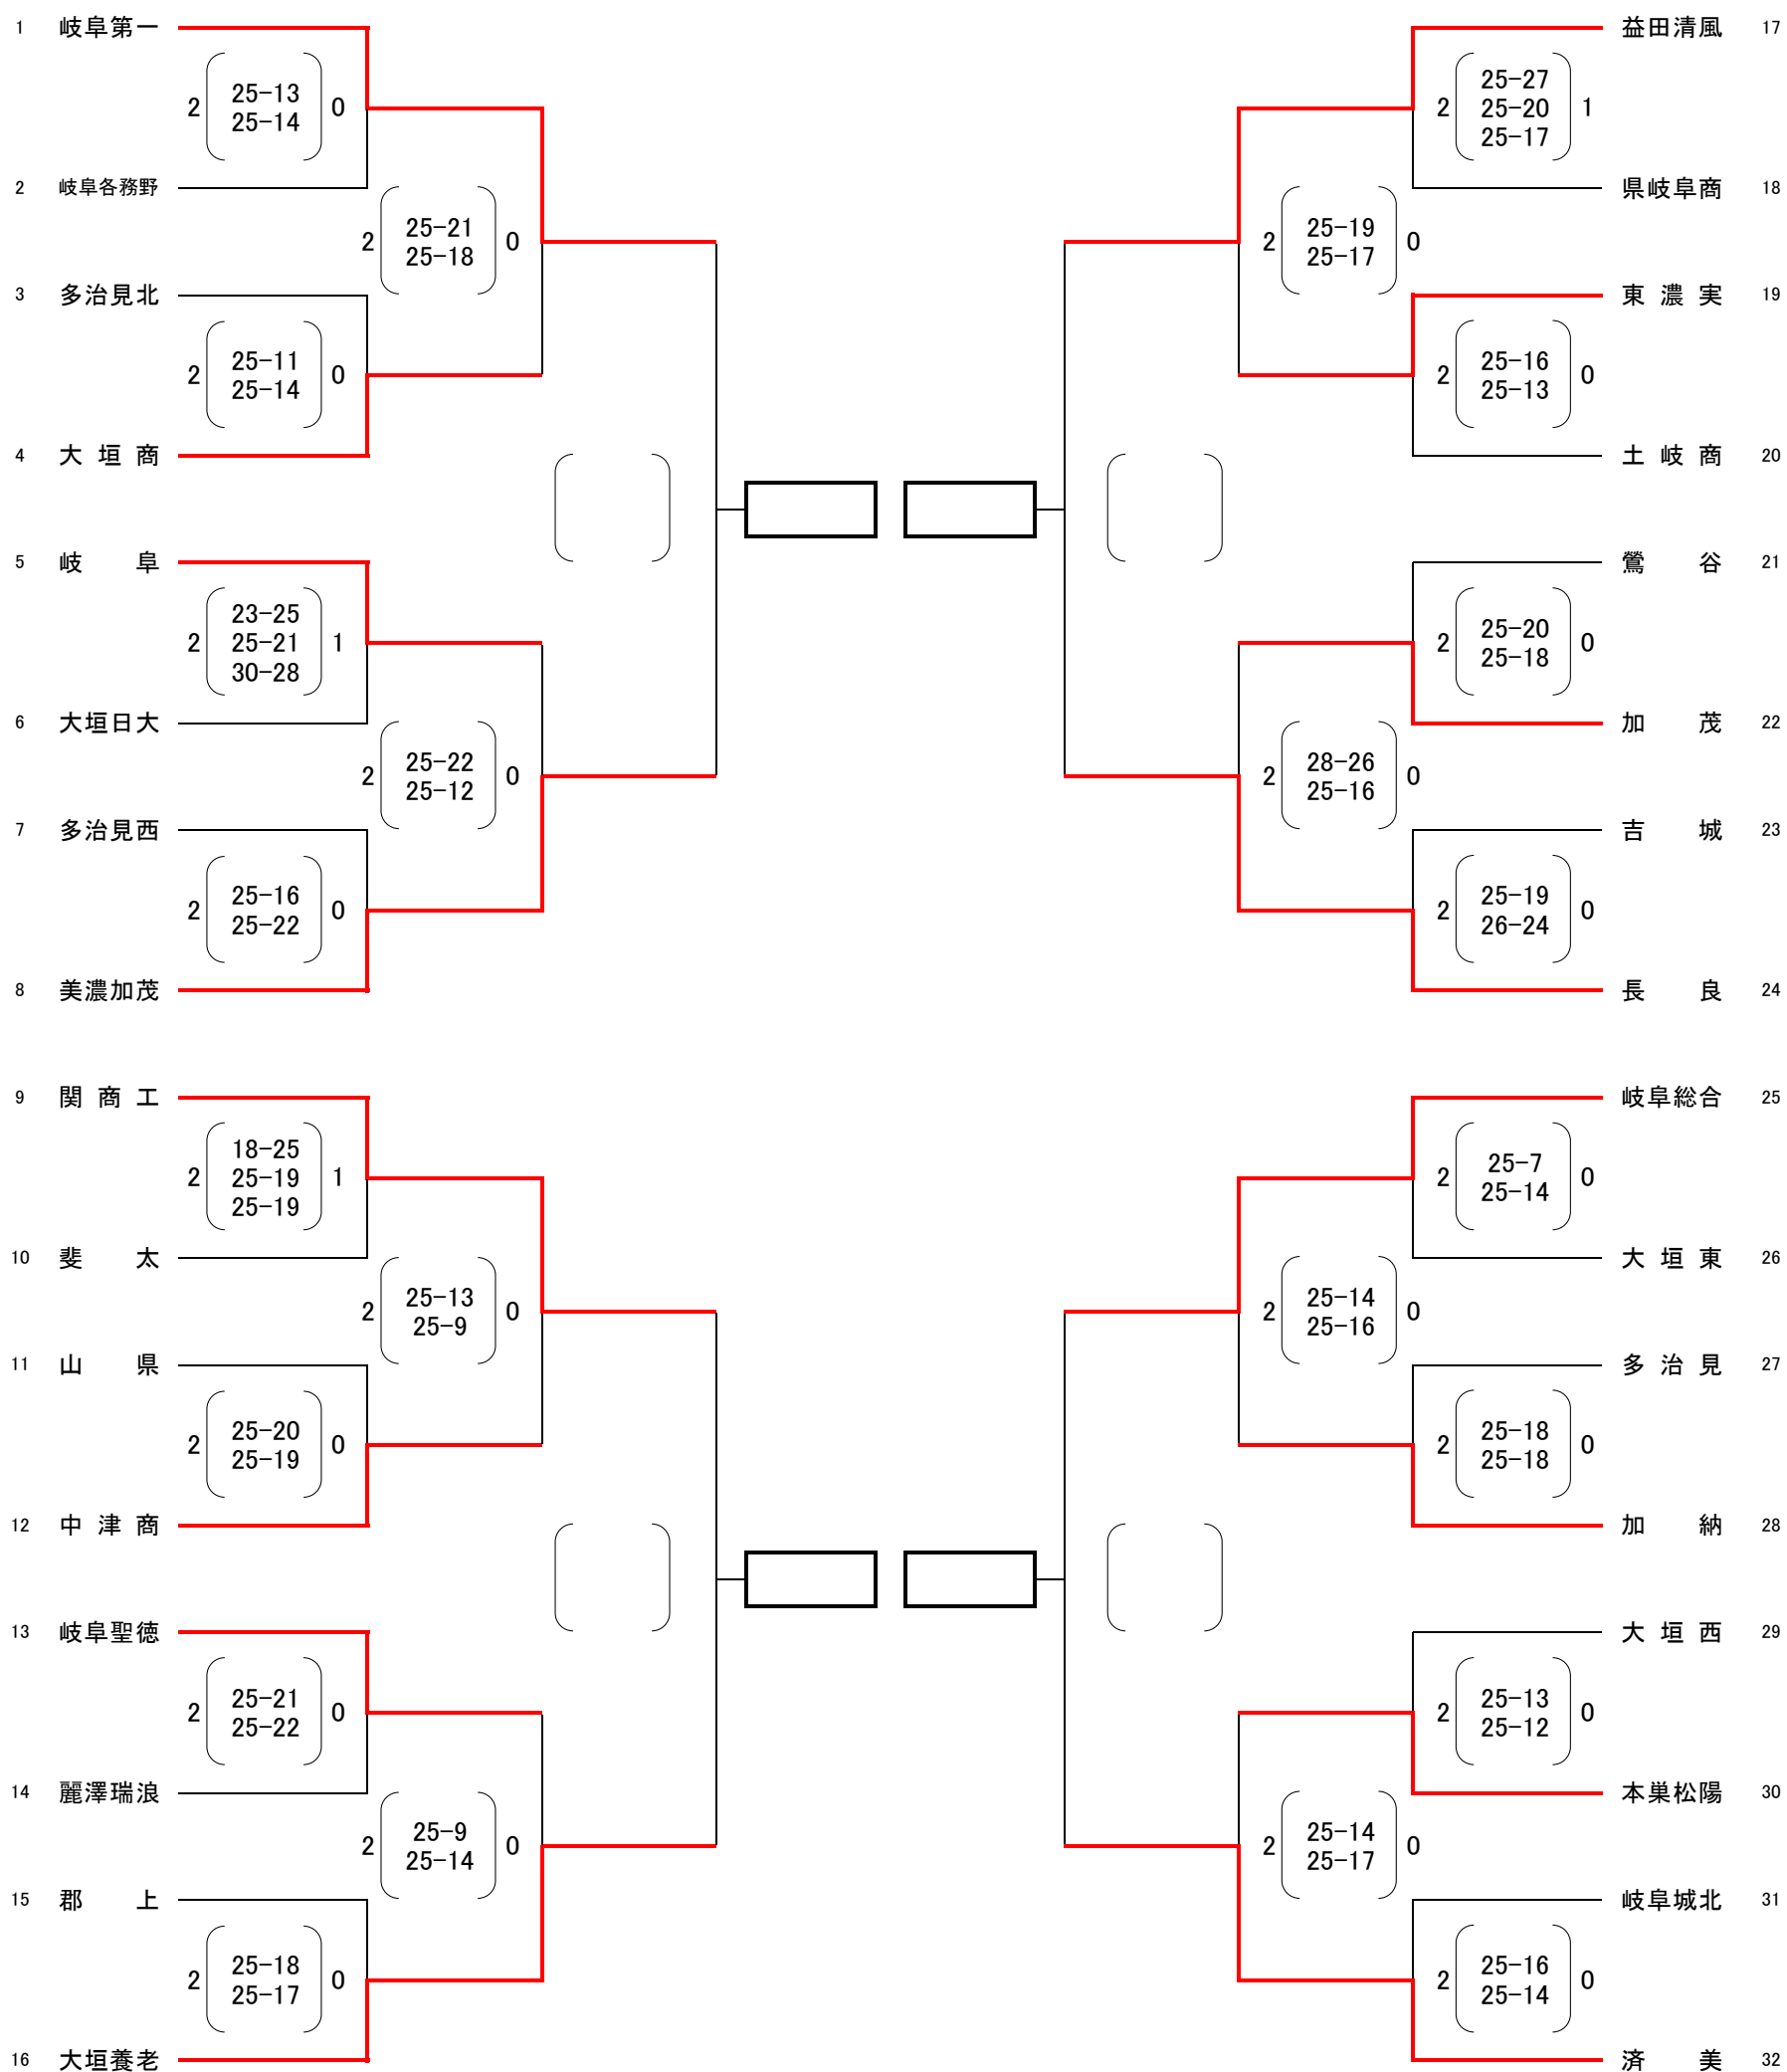 1 岐阜第一
2 25-13 0
25-14
2 岐阜各務野
2 25-21 0
25-18
3 多治見北
2 25-11 0
25-14
4 大垣商
5 岐阜
23-25
2 25-21 1
30-28
6 大垣日大
2 25-22 0
25-12
7 多治見西
2 25-16 0
25-22
8 美濃加茂
9 関商工
18-25
2 25-19 1
25-19
10 斐太
2 25-13 0
25-9
11 山県
2 25-20 0
25-19
12 中津商
13 岐阜聖徳
2 25-21 0
25-22
14 麗澤瑞浪
2 25-9 0
25-14
15 郡上
2 25-18 0
25-17
16 大垣養老
益田清風 17
25-27
2 25-20 1
25-17
県岐阜商 18
2 25-19 0
25-17
東濃実 19
2 25-16 0
25-13
土岐商 20
鶯谷 21
2 25-20 0
25-18
加茂 22
2 28-26 0
25-16
吉城 23
2 25-19 0
26-24
長良 24
岐阜総合 25
2 25-7 0
25-14
大垣東 26
2 25-14 0
25-16
多治見 27
2 25-18 0
25-18
加納 28
大垣西 29
2 25-13 0
25-12
本巣松陽 30
2 25-14 0
25-17
岐阜城北 31
2 25-16 0
25-14
済美 32